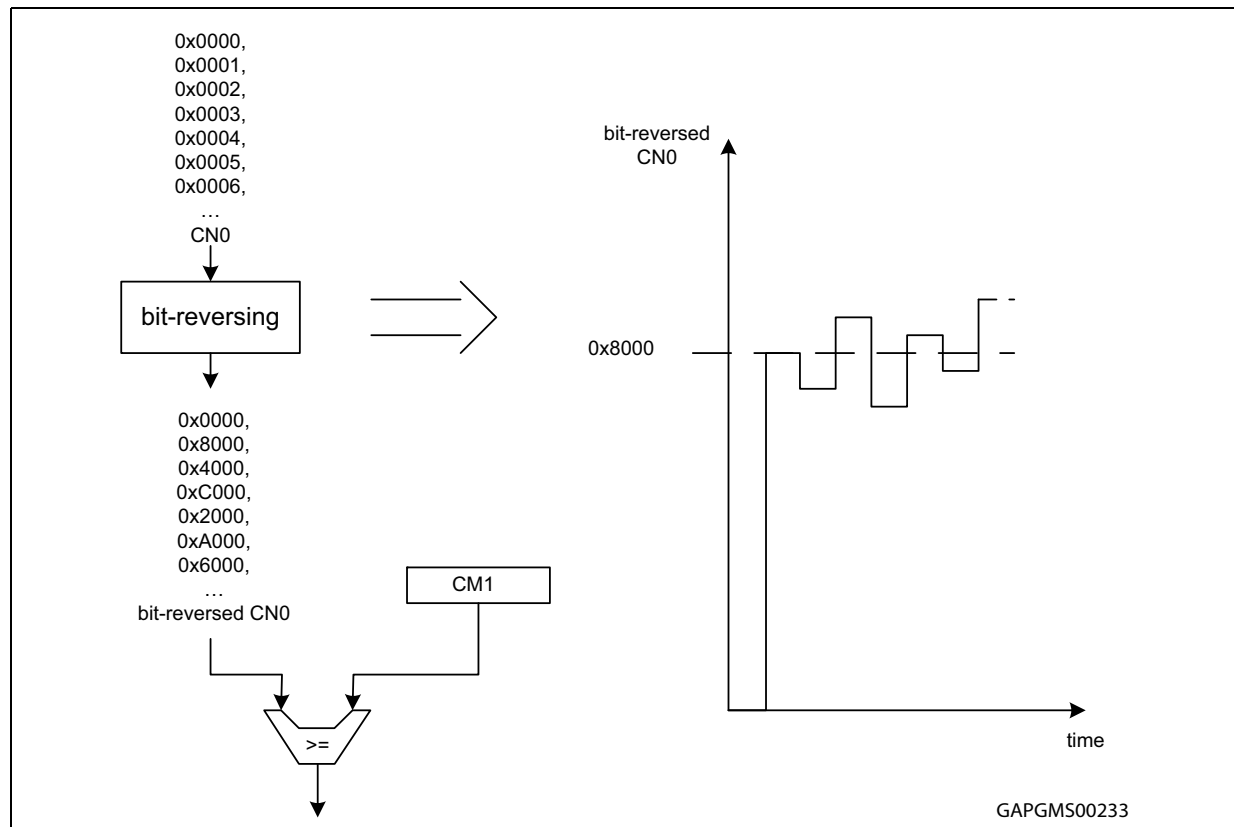 0x0000,
0x0001,
0x0002,
0x0003,
0x0004,
0x0005,
0x0006,
…
CN0
bit-reversing
0x0000,
0x8000,
0x4000,
0xC000,
0x2000,
0xA000,
0x6000,
…
bit-reversed CN0
CM1
>=
bit-reversed
CN0
0x8000
time
GAPGMS00233